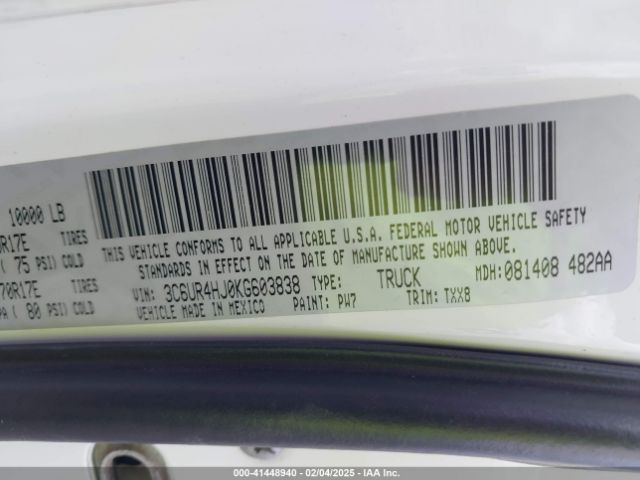 10000 LB
R17E TIRES
( 75 PSI) COLD
70R17E TIRES
PA ( 80 PSI) COLD
THIS VEHICLE CONFORMS TO ALL APPLICABLE U.S.A. FEDERAL MOTOR VEHICLE SAFETY
STANDARDS IN EFFECT ON THE DATE OF MANUFACTURE SHOWN ABOVE.
VIN: 3C6UR4HJ0KG603838 TYPE: TRUCK MDH:081408 482AA
VEHICLE MADE IN MEXICO PAINT: PW7 TRIM: TXX8
000-41448940 - 02/04/2025 - IAA Inc.